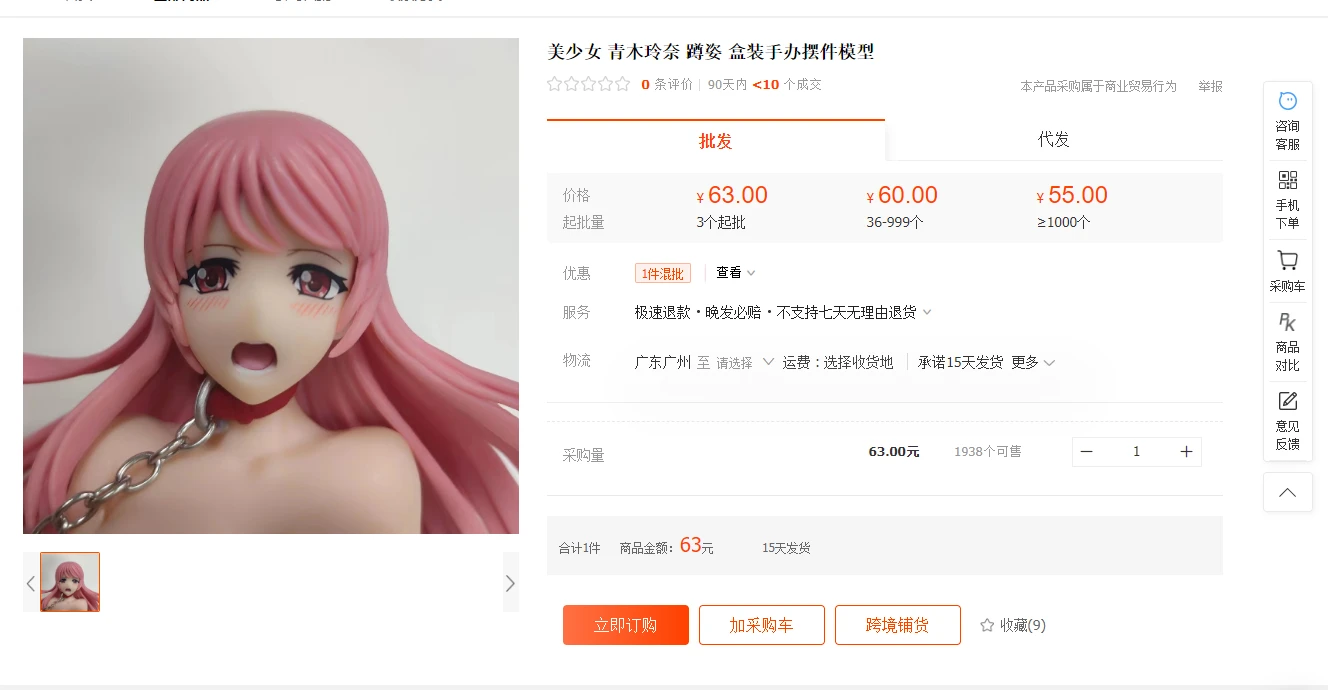 美少女 青木玲奈 蹲姿 盒装手办摆件模型
0 条评价 90天内 <10 个成交
本产品采购属于商业贸易行为 举报
批发 代发
价格 ¥ 63.00 ¥ 60.00 ¥ 55.00
起批量 3个起批 36-999个 ≥1000个
优惠 1件混批 查看
服务 极速退款·晚发必赔·不支持七天无理由退货
物流 广东广州 至 请选择 运费：选择收货地 承诺15天发货 更多
采购量 63.00元 1938个可售 1
合计1件 商品金额: 63元 15天发货
立即订购 加采购车 跨境铺货 收藏(9)
咨询
客服
手机
下单
采购车
PK
商品
对比
意见
反馈